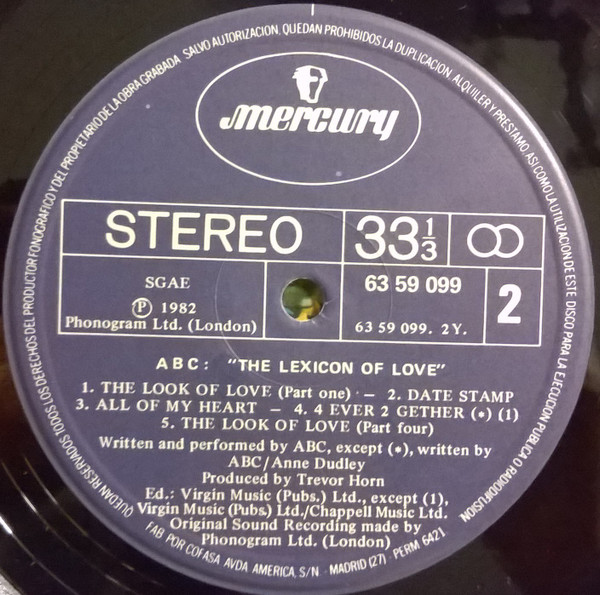 QUEDAN RESERVADOS TODOS LOS DERECHOS DEL PRODUCTOR FONOGRAFICO Y DEL PROPIETARIO DE LA OBRA GRABADA SALVO AUTORIZACION, QUEDAN PROHIBIDOS LA DUPLICACION, ALQUILER Y PRESTAMO ASI COMO LA UTILIZACION DE ESTE DISCO PARA LA EJECUCION PUBLICA O RADIODIFUSION.
mercury
STEREO 33 1/3
SGAE
Ⓟ 1982
Phonogram Ltd. (London)
63 59 099
63 59 099. 2Y.
2
ABC: "THE LEXICON OF LOVE"
1. THE LOOK OF LOVE (Part one) — 2. DATE STAMP
3. ALL OF MY HEART — 4. 4 EVER 2 GETHER (•) (1)
5. THE LOOK OF LOVE (Part four)
Written and performed by ABC, except (•), written by
ABC/Anne Dudley
Produced by Trevor Horn
Ed.: Virgin Music (Pubs.) Ltd., except (1),
Virgin Music (Pubs.) Ltd./Chappell Music Ltd.
Original Sound Recording made by
Phonogram Ltd. (London)
FAB POR COFASA AVDA AMERICA, S/N - MADRID (27) - PERM 6421